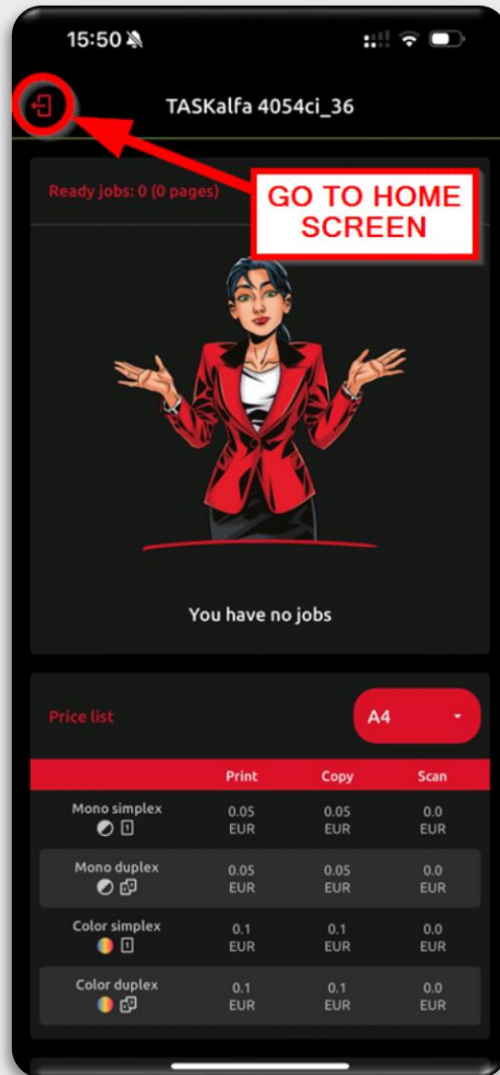 15:50
TASKalfa 4054ci_36
Ready jobs: 0 (0 pages)
GO TO HOME
SCREEN
You have no jobs
Price list
A4
Print Copy Scan
Mono simplex
0.05 0.05 0.0
1
EUR EUR EUR
Mono duplex
0.05 0.05 0.0
EUR EUR EUR
Color simplex
0.1 0.1 0.0
1
EUR EUR EUR
Color duplex
0.1 0.1 0.0
EUR EUR EUR